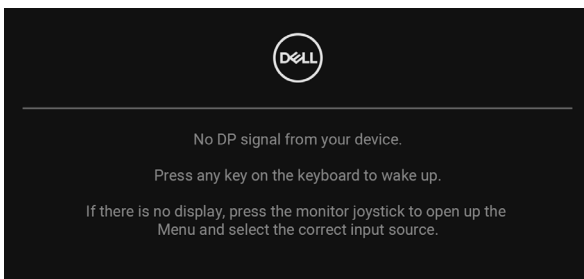 DELL
No DP signal from your device.
Press any key on the keyboard to wake up.
If there is no display, press the monitor joystick to open up the
Menu and select the correct input source.